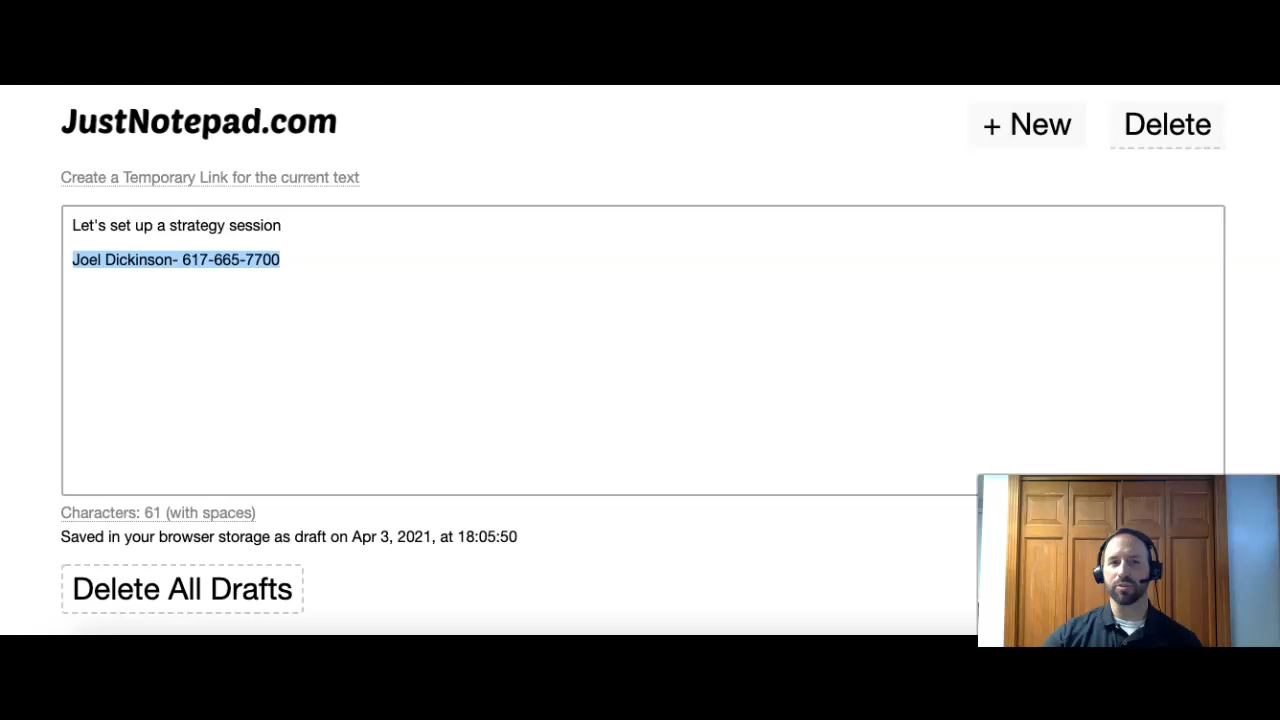 JustNotepad.com
+ New
Delete
Create a Temporary Link for the current text
Let's set up a strategy session
Joel Dickinson- 617-665-7700
Characters: 61 (with spaces)
Saved in your browser storage as draft on Apr 3, 2021, at 18:05:50
Delete All Drafts